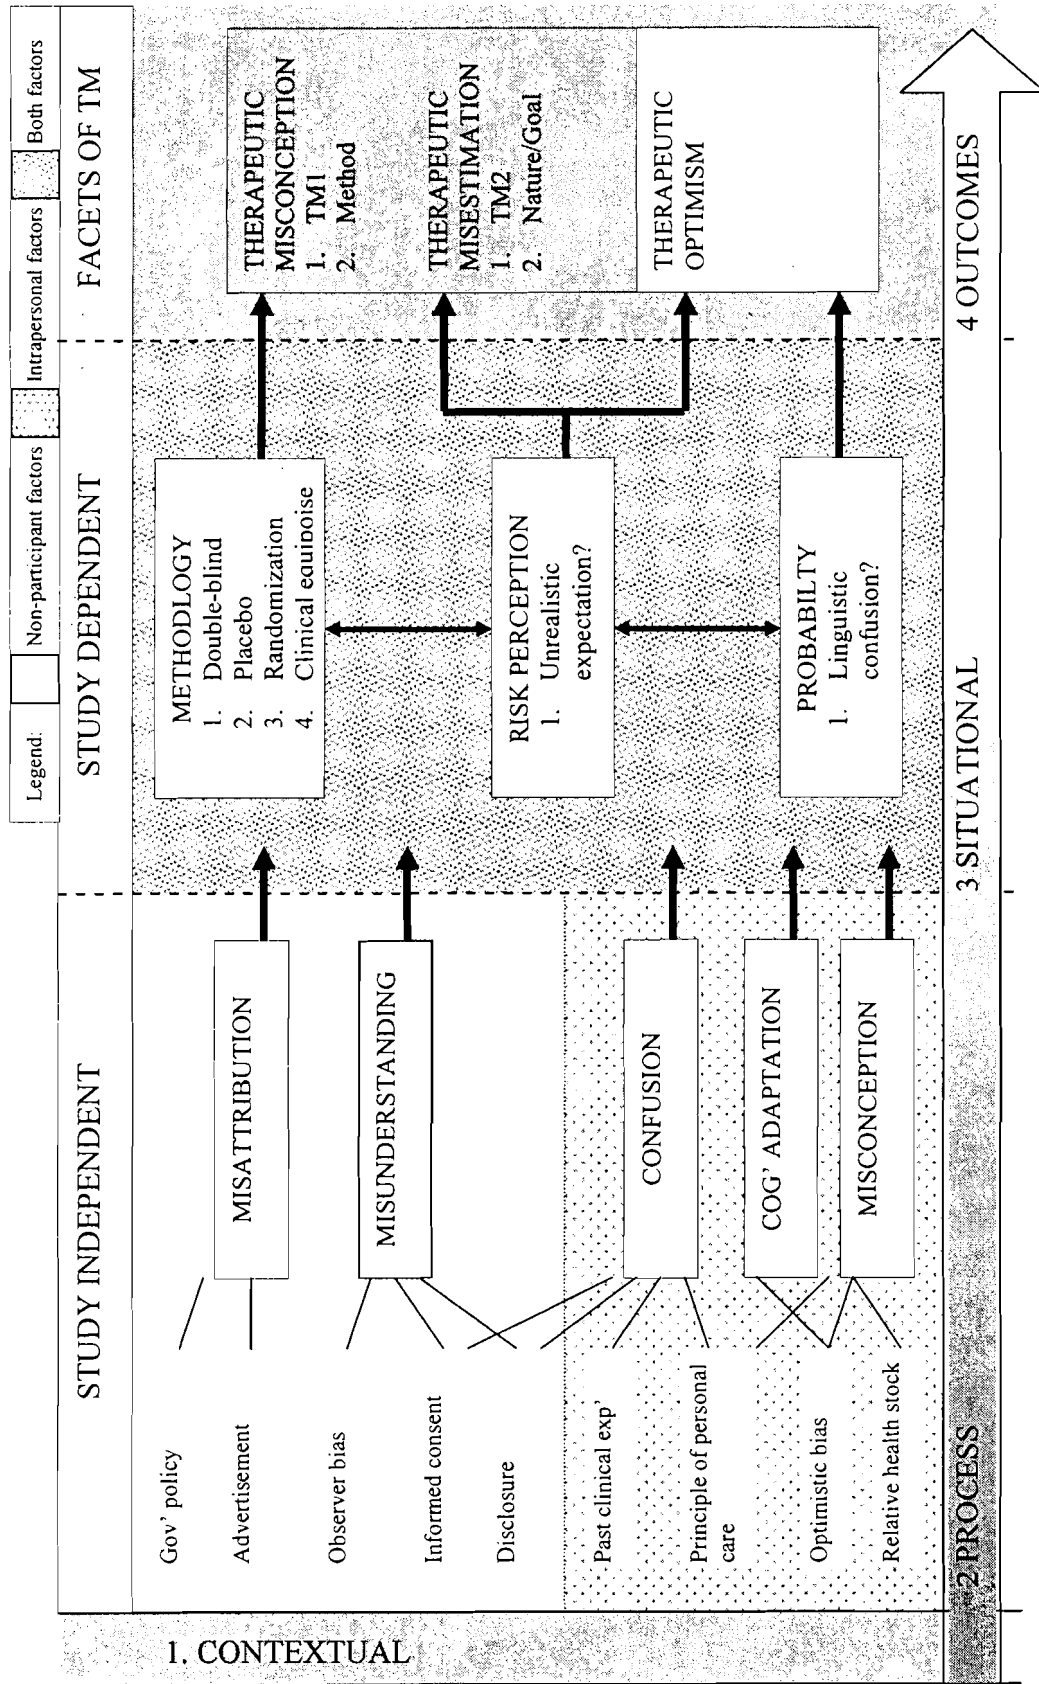 Legend:
Non-participant factors
Intrapersonal factors
Both factors
STUDY INDEPENDENT
STUDY DEPENDENT
FACETS OF TM
1. CONTEXTUAL
Gov' policy
Advertisement
Observer bias
Informed consent
Disclosure
Past clinical exp'
Principle of personal
care
Optimistic bias
Relative health stock
MISATTRIBUTION
MISUNDERSTANDING
CONFUSION
COG' ADAPTATION
MISCONCEPTION
METHODLOGY
1. Double-blind
2. Placebo
3. Randomization
4. Clinical equipoise
RISK PERCEPTION
1. Unrealistic
expectation?
PROBABILTY
1. Linguistic
confusion?
THERAPEUTIC
MISCONCEPTION
1. TM1
2. Method
THERAPEUTIC
MISESTIMATION
1. TM2
2. Nature/Goal
THERAPEUTIC
OPTIMISM
2 PROCESS
3 SITUATIONAL
4 OUTCOMES